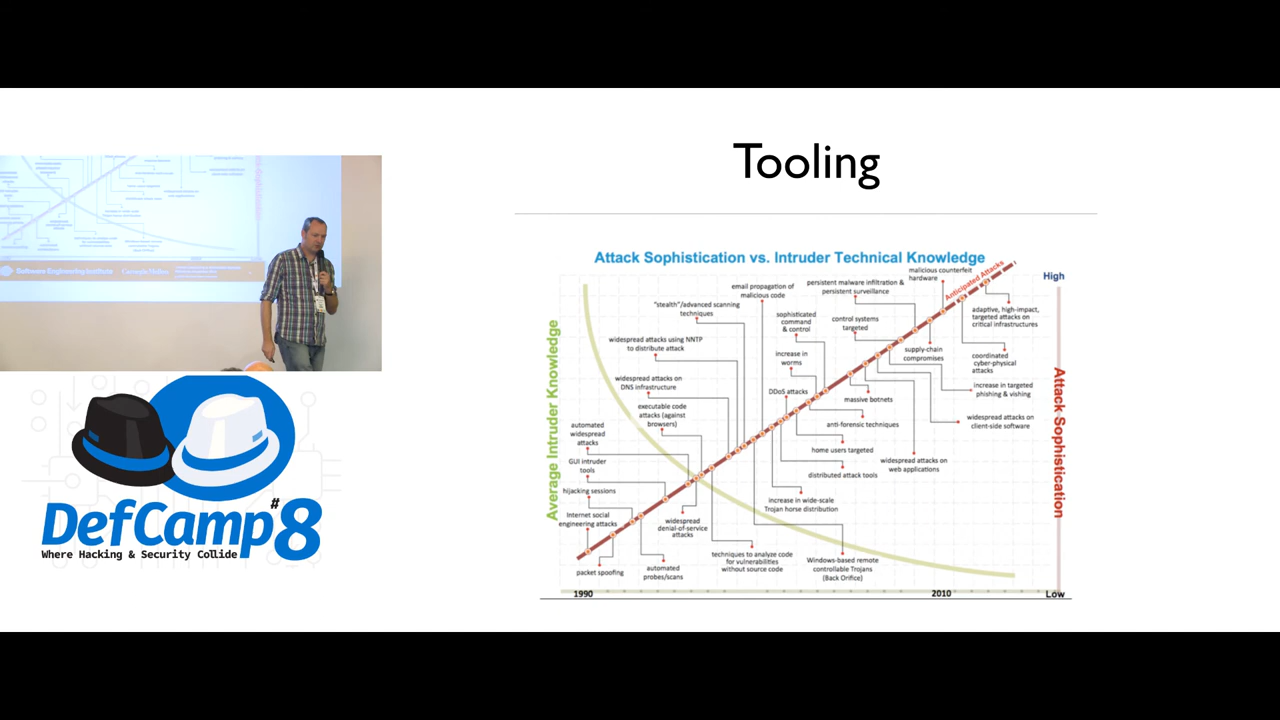 Tooling
Attack Sophistication vs. Intruder Technical Knowledge
High
Low
Average Intruder Knowledge
Attack Sophistication
1990
2010
Anticipated Attacks
malicious counterfeit
hardware
persistent malware infiltration &
persistent surveillance
email propagation of
malicious code
"stealth"/advanced scanning
techniques
sophisticated
command
& control
control systems
targeted
adaptive, high-impact,
targeted attacks on
critical infrastructures
widespread attacks using NNTP
to distribute attack
increase in
worms
supply-chain
compromises
coordinated
cyber-physical
attacks
widespread attacks on
DNS infrastructure
DDoS attacks
massive botnets
increase in targeted
phishing & vishing
executable code
attacks (against
browsers)
anti-forensic techniques
widespread attacks on
client-side software
automated
widespread
attacks
home users targeted
widespread attacks on
web applications
GUI intruder
tools
distributed attack tools
hijacking sessions
increase in wide-scale
Trojan horse distribution
Internet social
engineering attacks
widespread
denial-of-service
attacks
techniques to analyze code
for vulnerabilities
without source code
Windows-based remote
controllable Trojans
(Back Orifice)
packet spoofing
automated
probes/scans
Software Engineering Institute
Carnegie Mellon
DefCamp #8
Where Hacking & Security Collide